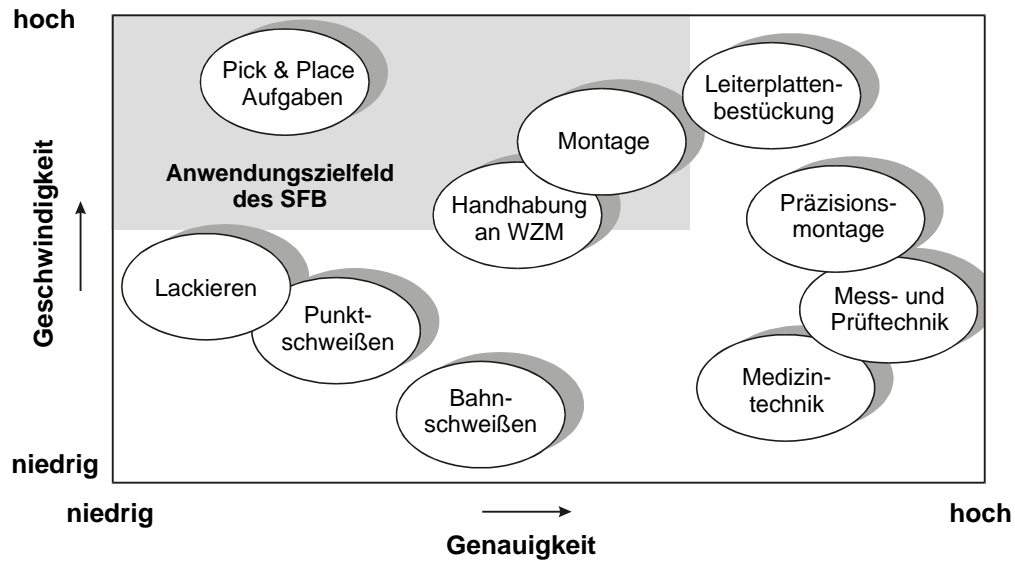 hoch
Pick & Place
Aufgaben
Leiterplatten-
bestückung
Montage
Anwendungszielfeld
des SFB
Handhabung
an WZM
Präzisions-
montage
Geschwindigkeit
Lackieren
Punkt-
schweißen
Mess- und
Prüftechnik
Bahn-
schweißen
Medizin-
technik
niedrig
niedrig
hoch
Genauigkeit